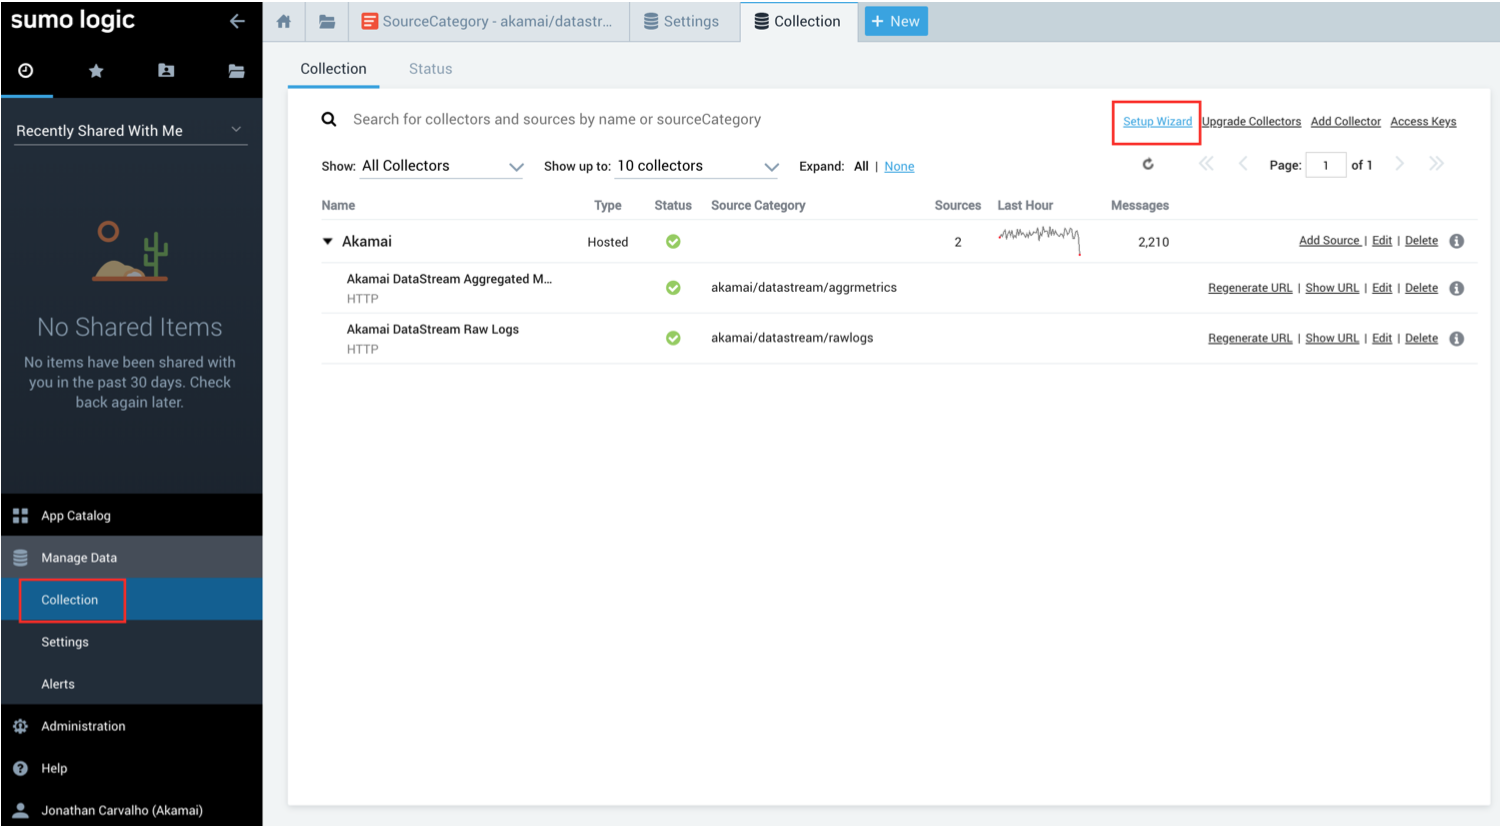 sumo logic
SourceCategory - akamai/datastr...
Settings
Collection
+ New
Recently Shared With Me
No Shared Items
No items have been shared with
you in the past 30 days. Check
back again later.
App Catalog
Manage Data
Collection
Settings
Alerts
Administration
Help
Jonathan Carvalho (Akamai)
Collection
Status
Search for collectors and sources by name or sourceCategory
Setup Wizard Upgrade Collectors Add Collector Access Keys
Show: All Collectors Show up to: 10 collectors Expand: All | None Page: 1 of 1
Name Type Status Source Category Sources Last Hour Messages
Akamai Hosted 2 2,210 Add Source | Edit | Delete
Akamai DataStream Aggregated M...
HTTP
akamai/datastream/aggrmetrics Regenerate URL | Show URL | Edit | Delete
Akamai DataStream Raw Logs
HTTP
akamai/datastream/rawlogs Regenerate URL | Show URL | Edit | Delete